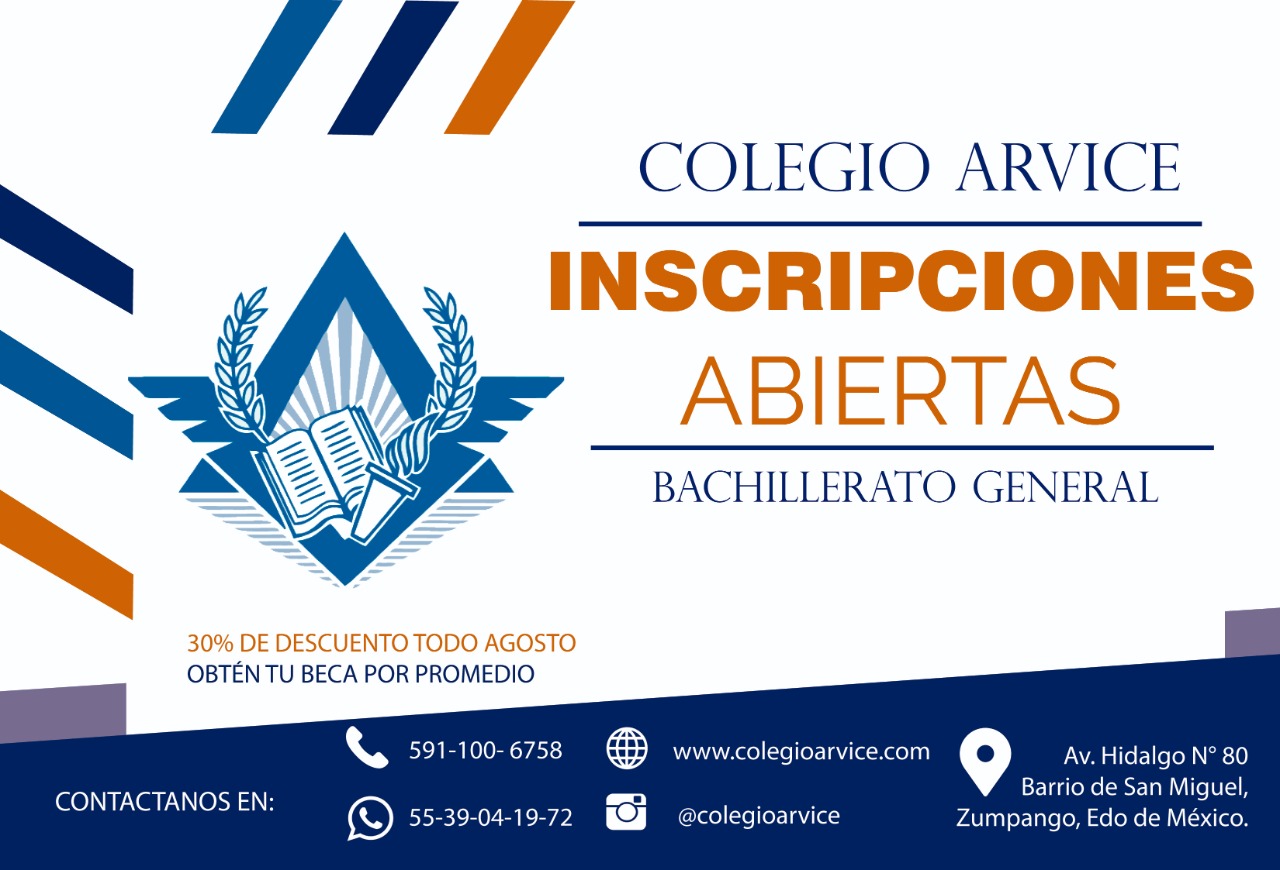 COLEGIO ARVICE
INSCRIPCIONES
ABIERTAS
BACHILLERATO GENERAL
30% DE DESCUENTO TODO AGOSTO
OBTÉN TU BECA POR PROMEDIO
CONTACTANOS EN:
591-100- 6758
55-39-04-19-72
www.colegioarvice.com
@colegioarvice
Av. Hidalgo N° 80
Barrio de San Miguel,
Zumpango, Edo de México.